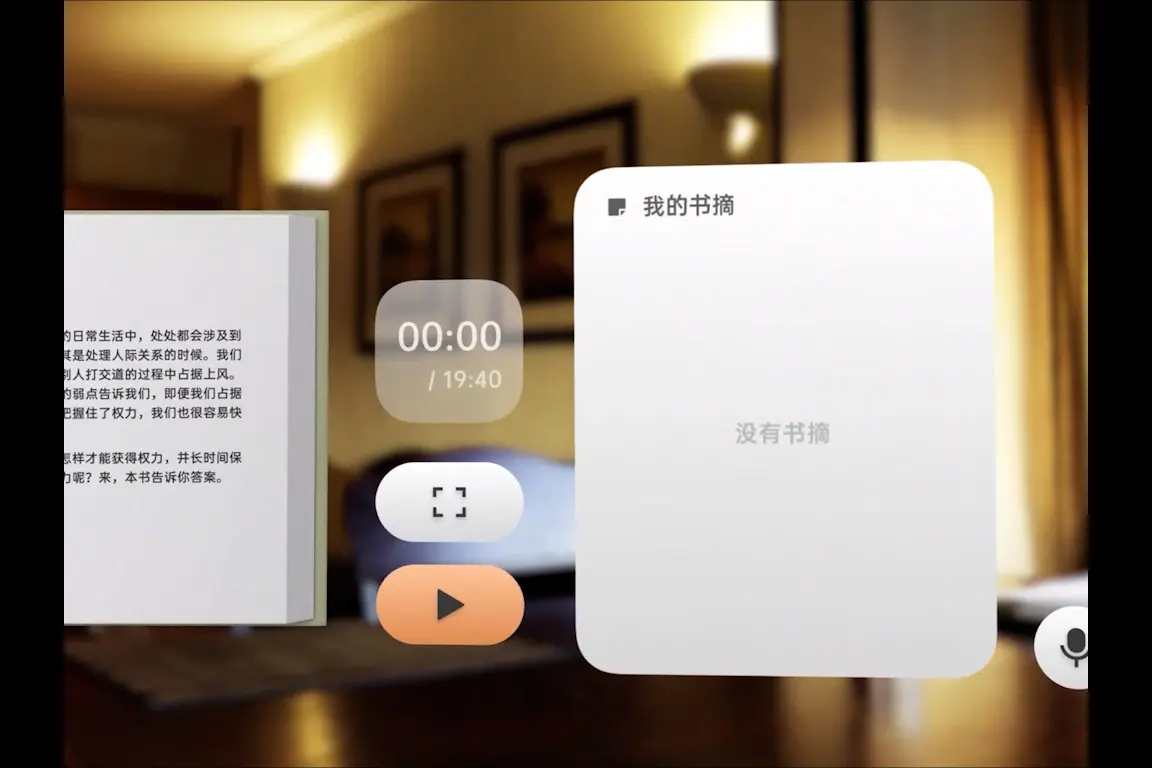 的日常生活中，处处都会涉及到
其是处理人际关系的时候。我们
别人打交道的过程中占据上风。
的弱点告诉我们，即便我们占据
把握住了权力，我们也很容易快
怎样才能获得权力，并长时间保
力呢？来，本书告诉你答案。
00:00
/ 19:40
我的书摘
没有书摘